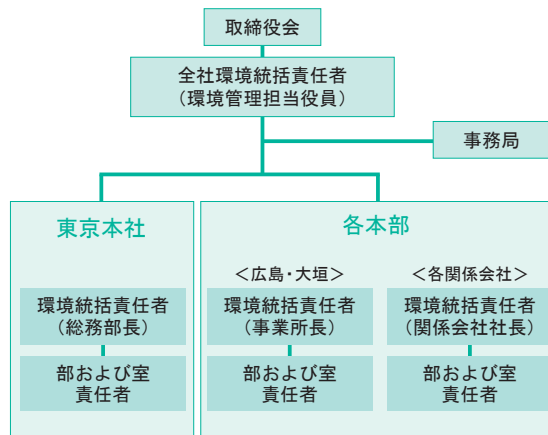 取締役会
全社環境統括責任者
（環境管理担当役員）
事務局
東京本社
環境統括責任者
（総務部長）
部および室
責任者
各本部
＜広島・大垣＞
環境統括責任者
（事業所長）
部および室
責任者
＜各関係会社＞
環境統括責任者
（関係会社社長）
部および室
責任者